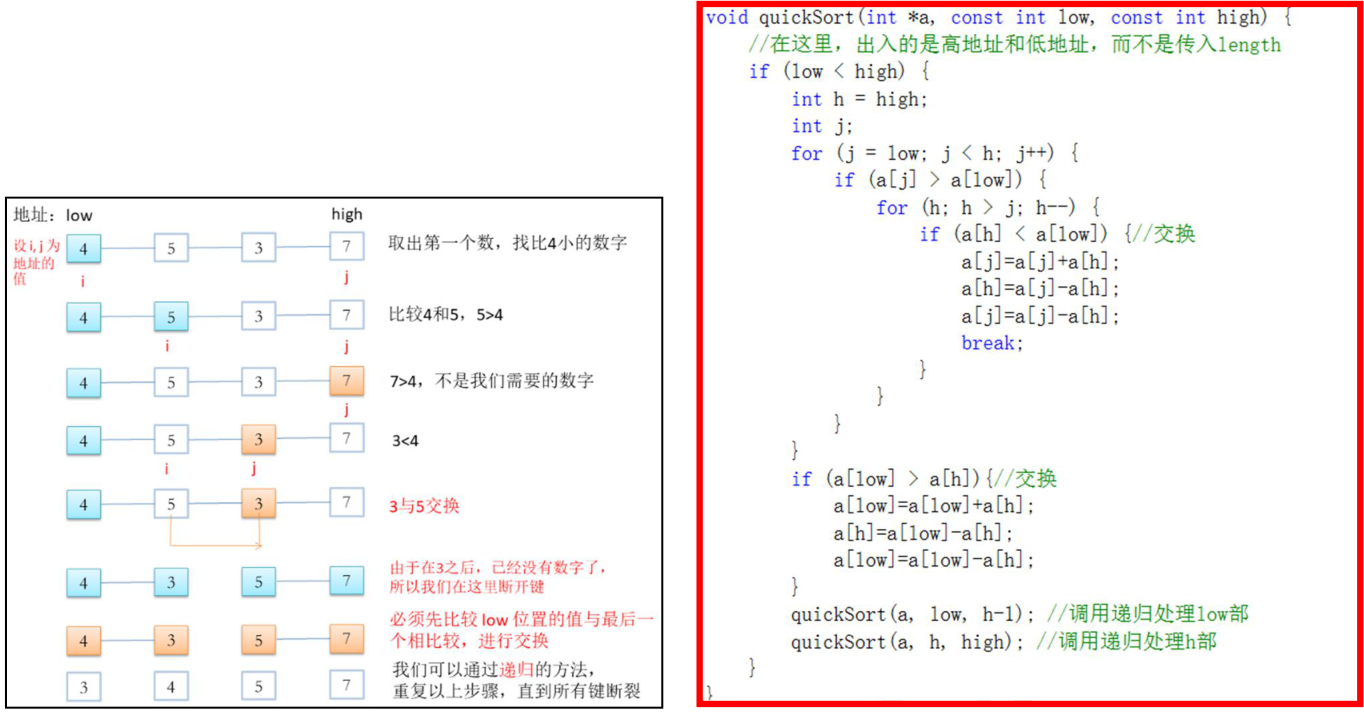 地址：low high
设i,j为
地址的
值
4 5 3 7 取出第一个数，找比4小的数字
i j
4 5 3 7 比较4和5，5>4
i j
4 5 3 7 7>4，不是我们需要的数字
j
4 5 3 7 3<4
i j
4 5 3 7 3与5交换
4 3 5 7 由于在3之后，已经没有数字了，
所以我们在这里断开键
4 3 5 7 必须先比较 low 位置的值与最后一
个相比较，进行交换
3 4 5 7 我们可以通过递归的方法，
重复以上步骤，直到所有键断裂
void quickSort(int *a, const int low, const int high) {
//在这里，出入的是高地址和低地址，而不是传入length
if (low < high) {
int h = high;
int j;
for (j = low; j < h; j++) {
if (a[j] > a[low]) {
for (h; h > j; h--) {
if (a[h] < a[low]) {//交换
a[j]=a[j]+a[h];
a[h]=a[j]-a[h];
a[j]=a[j]-a[h];
break;
}
}
}
}
if (a[low] > a[h]){//交换
a[low]=a[low]+a[h];
a[h]=a[low]-a[h];
a[low]=a[low]-a[h];
}
quickSort(a, low, h-1); //调用递归处理low部
quickSort(a, h, high); //调用递归处理h部
}
}